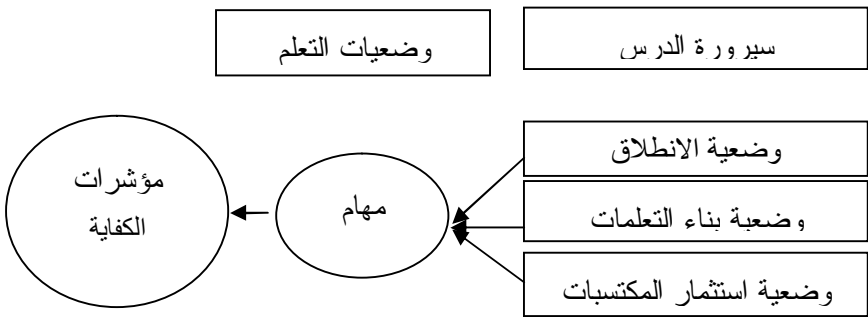 سيرورة الدرس
وضعيات التعلم
وضعية الانطلاق
وضعية بناء التعلمات
وضعية استثمار المكتسبات
مهام
مؤشرات
الكفاية